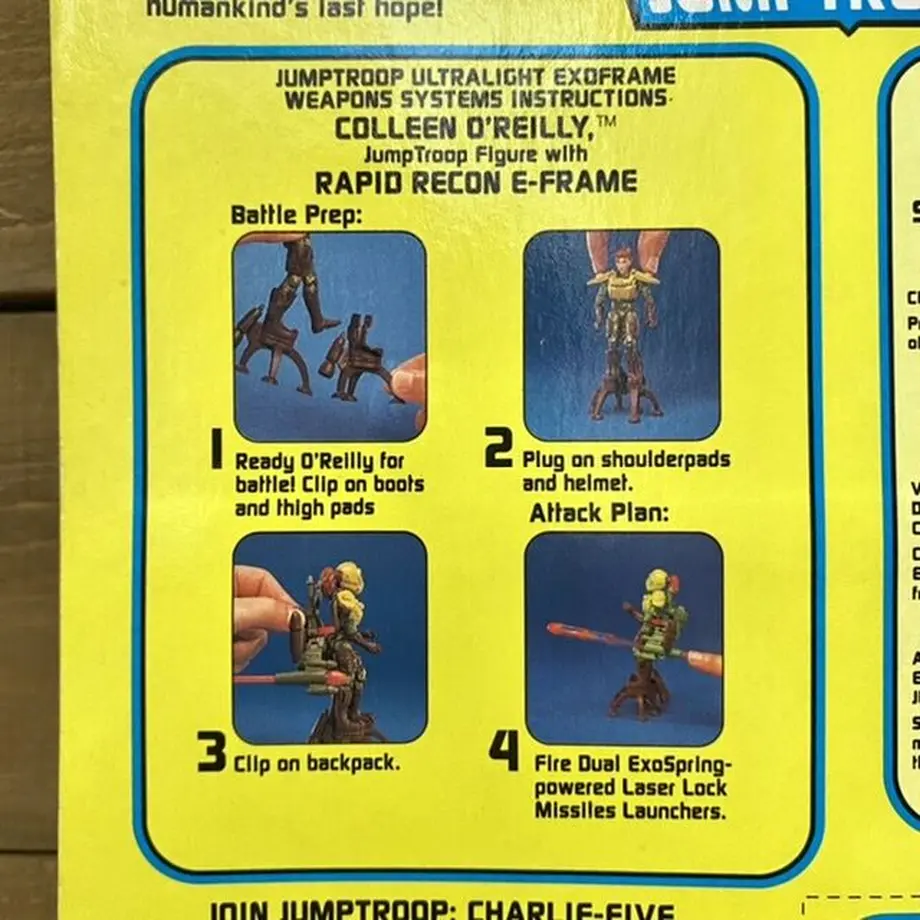 humankind's last hope!
JUMPTROOP ULTRALIGHT EXOFRAME
WEAPONS SYSTEMS INSTRUCTIONS
COLLEEN O'REILLY,™
JumpTroop Figure with
RAPID RECON E-FRAME
Battle Prep:
1 Ready O'Reilly for
battle! Clip on boots
and thigh pads
2 Plug on shoulderpads
and helmet.
3 Clip on backpack.
Attack Plan:
4 Fire Dual ExoSpring-
powered Laser Lock
Missiles Launchers.
JOIN JUMPTROOP: CHARLIE-FIVE